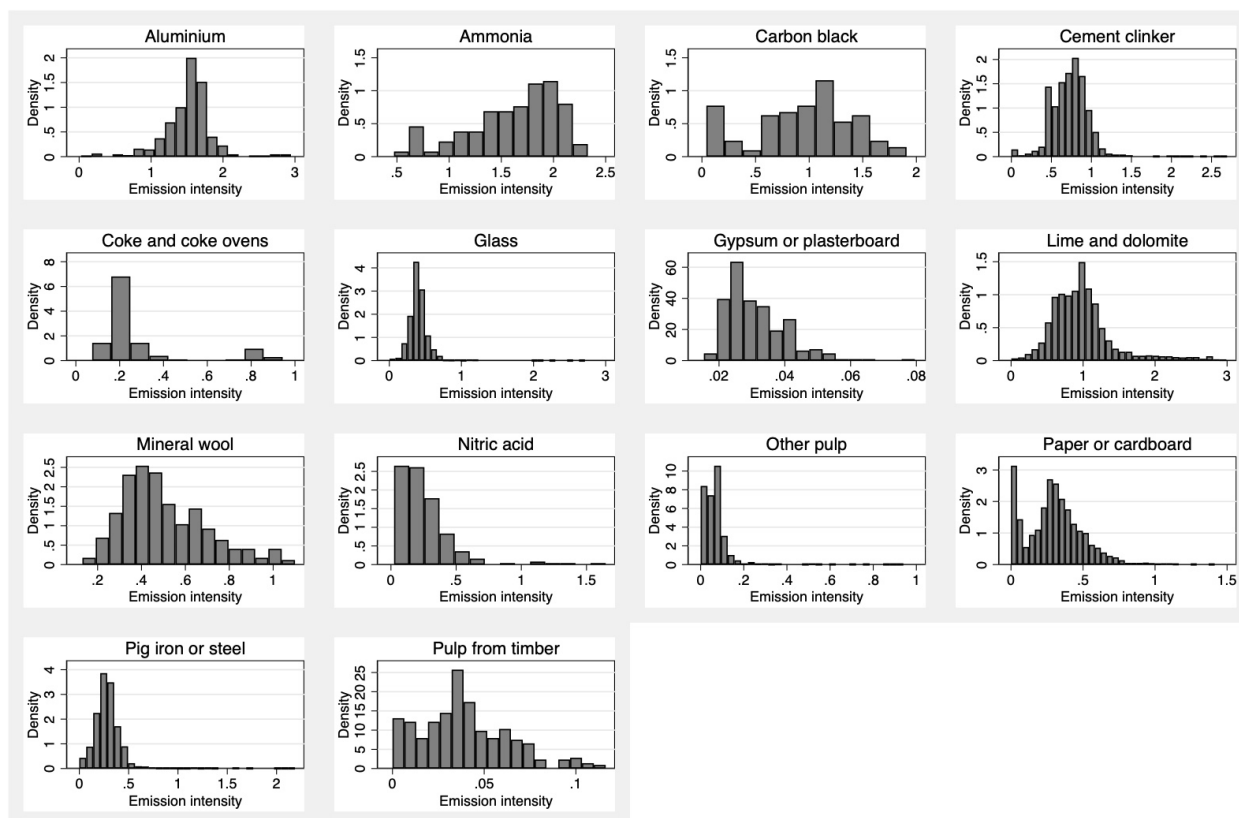 Aluminium
Density
0 .5 1 1.5 2
0 1 2 3
Emission intensity
Ammonia
Density
0 .5 1 1.5
.5 1 1.5 2 2.5
Emission intensity
Carbon black
Density
0 .5 1 1.5
0 .5 1 1.5 2
Emission intensity
Cement clinker
Density
0 .5 1 1.5 2
0 .5 1 1.5 2 2.5
Emission intensity
Coke and coke ovens
Density
0 2 4 6 8
0 .2 .4 .6 .8 1
Emission intensity
Glass
Density
0 1 2 3 4
0 1 2 3
Emission intensity
Gypsum or plasterboard
Density
0 20 40 60
.02 .04 .06 .08
Emission intensity
Lime and dolomite
Density
0 .5 1 1.5
0 1 2 3
Emission intensity
Mineral wool
Density
0 .5 1 1.5 2 2.5
.2 .4 .6 .8 1
Emission intensity
Nitric acid
Density
0 .5 1 1.5 2 2.5
0 .5 1 1.5
Emission intensity
Other pulp
Density
0 2 4 6 8 10
0 .2 .4 .6 .8 1
Emission intensity
Paper or cardboard
Density
0 1 2 3
0 .5 1 1.5
Emission intensity
Pig iron or steel
Density
0 1 2 3 4
0 .5 1 1.5 2
Emission intensity
Pulp from timber
Density
0 5 10 15 20 25
0 .05 .1
Emission intensity